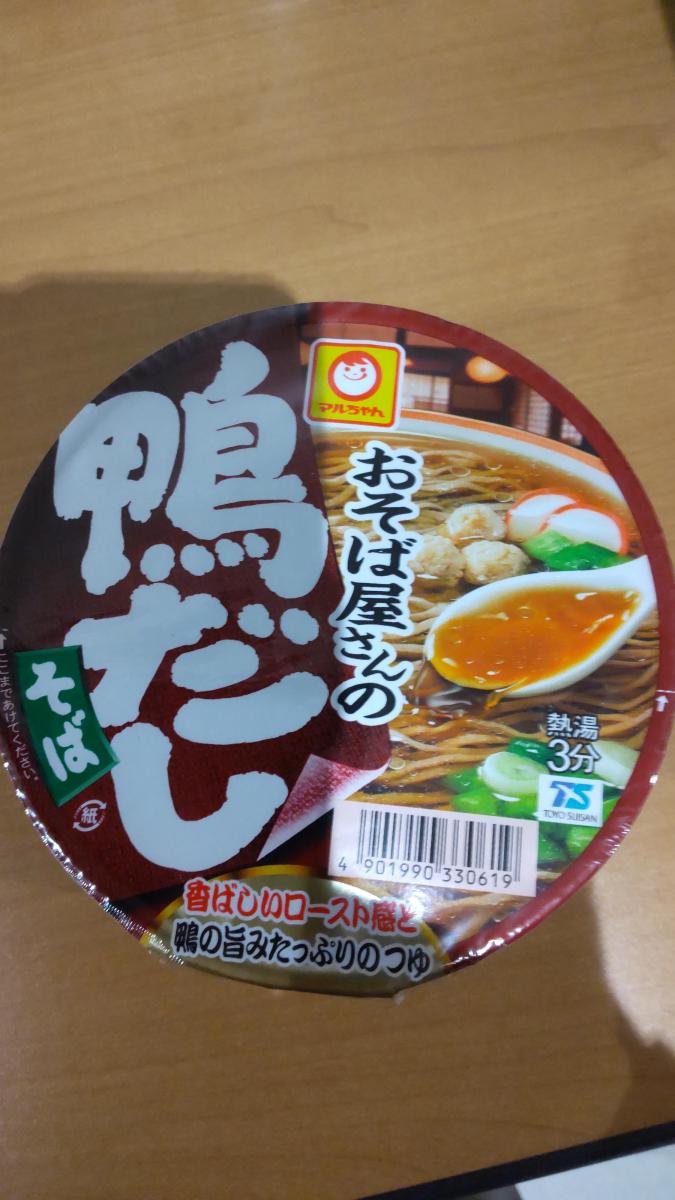 マルちゃん
おそば屋さんの
鴨だし
そば
ここまであけてください。
紙
熱湯
3分
TS
TOYO SUISAN
4 901990 330619
香ばしいロースト感と
鴨の旨みたっぷりのつゆ